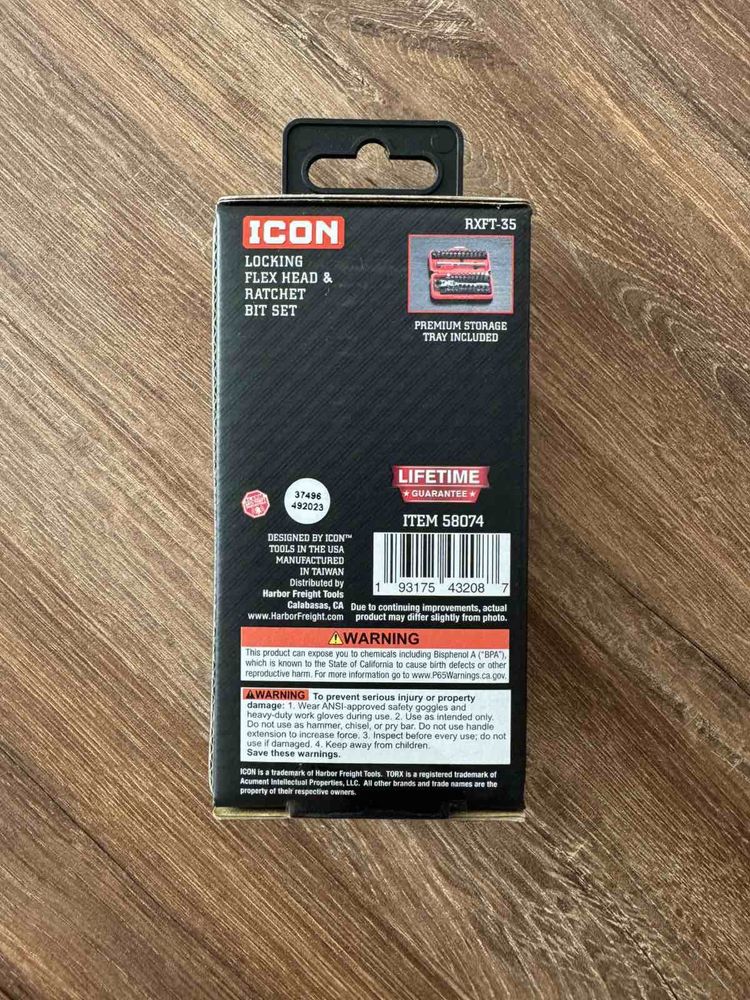 ICON
RXFT-35
LOCKING
FLEX HEAD &
RATCHET
BIT SET
PREMIUM STORAGE
TRAY INCLUDED
LIFETIME
GUARANTEE
37496
492023
ITEM 58074
DESIGNED BY ICON™
TOOLS IN THE USA
MANUFACTURED
IN TAIWAN
Distributed by
Harbor Freight Tools
Calabasas, CA
www.HarborFreight.com
1 93175 43208 7
Due to continuing improvements, actual
product may differ slightly from photo.
WARNING
This product can expose you to chemicals including Bisphenol A ("BPA"),
which is known to the State of California to cause birth defects or other
reproductive harm. For more information go to www.P65Warnings.ca.gov.
WARNING To prevent serious injury or property
damage: 1. Wear ANSI-approved safety goggles and
heavy-duty work gloves during use. 2. Use as intended only.
Do not use as hammer, chisel, or pry bar. Do not use handle
extension to increase force. 3. Inspect before every use; do not
use if damaged. 4. Keep away from children.
Save these warnings.
ICON is a trademark of Harbor Freight Tools. TORX is a registered trademark of
Acument Intellectual Properties, LLC. All other brands and trade names are the
property of their respective owners.